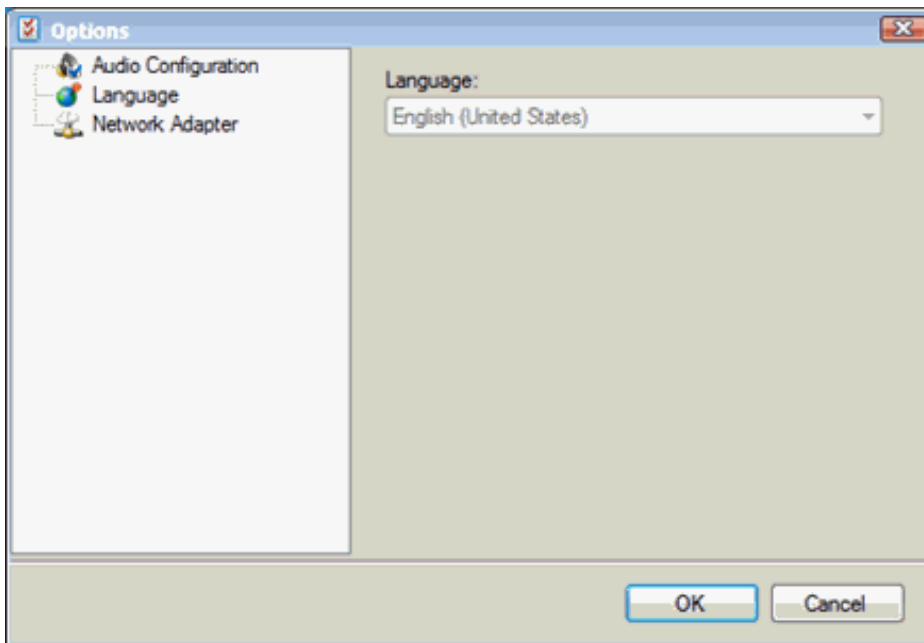 Options
Audio Configuration
Language
Network Adapter
Language:
English (United States)
OK
Cancel